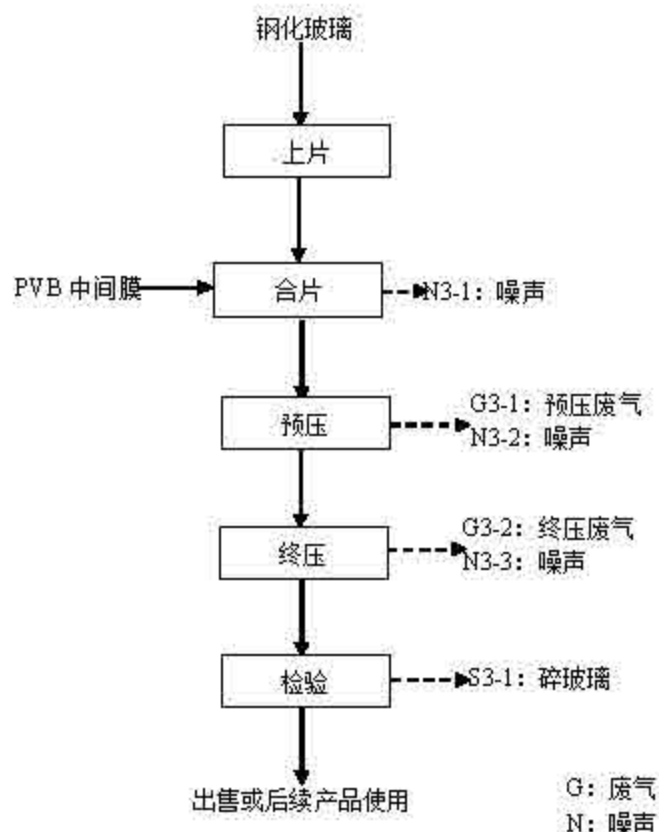 钢化玻璃
上片
PVB 中间膜
合片
N3-1：噪声
预压
G3-1：预压废气
N3-2：噪声
终压
G3-2：终压废气
N3-3：噪声
检验
S3-1：碎玻璃
出售或后续产品使用
G：废气
N：噪声